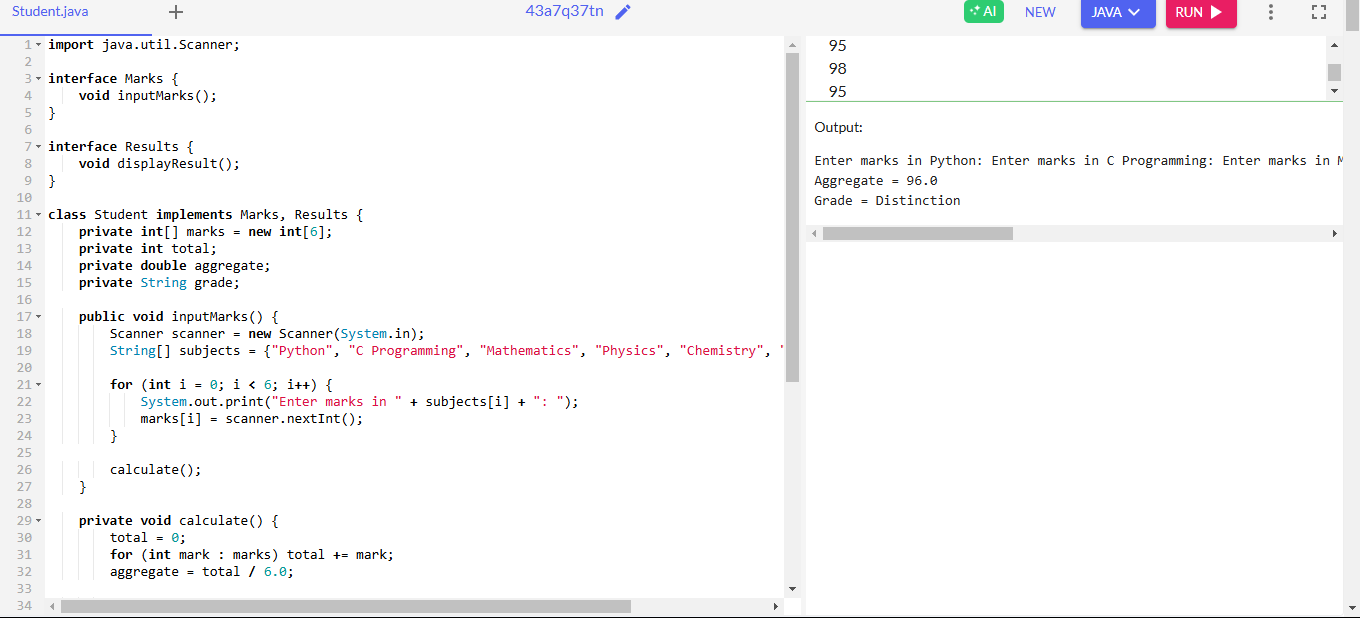 Student.java + 43a7q37tn AI NEW JAVA RUN
1 import java.util.Scanner;
2
3 interface Marks {
4     void inputMarks();
5 }
6
7 interface Results {
8     void displayResult();
9 }
10
11 class Student implements Marks, Results {
12     private int[] marks = new int[6];
13     private int total;
14     private double aggregate;
15     private String grade;
16
17     public void inputMarks() {
18         Scanner scanner = new Scanner(System.in);
19         String[] subjects = {"Python", "C Programming", "Mathematics", "Physics", "Chemistry", "
20
21         for (int i = 0; i < 6; i++) {
22             System.out.print("Enter marks in " + subjects[i] + ": ");
23             marks[i] = scanner.nextInt();
24         }
25
26         calculate();
27     }
28
29     private void calculate() {
30         total = 0;
31         for (int mark : marks) total += mark;
32         aggregate = total / 6.0;
33
34
95
98
95
Output:
Enter marks in Python: Enter marks in C Programming: Enter marks in M
Aggregate = 96.0
Grade = Distinction